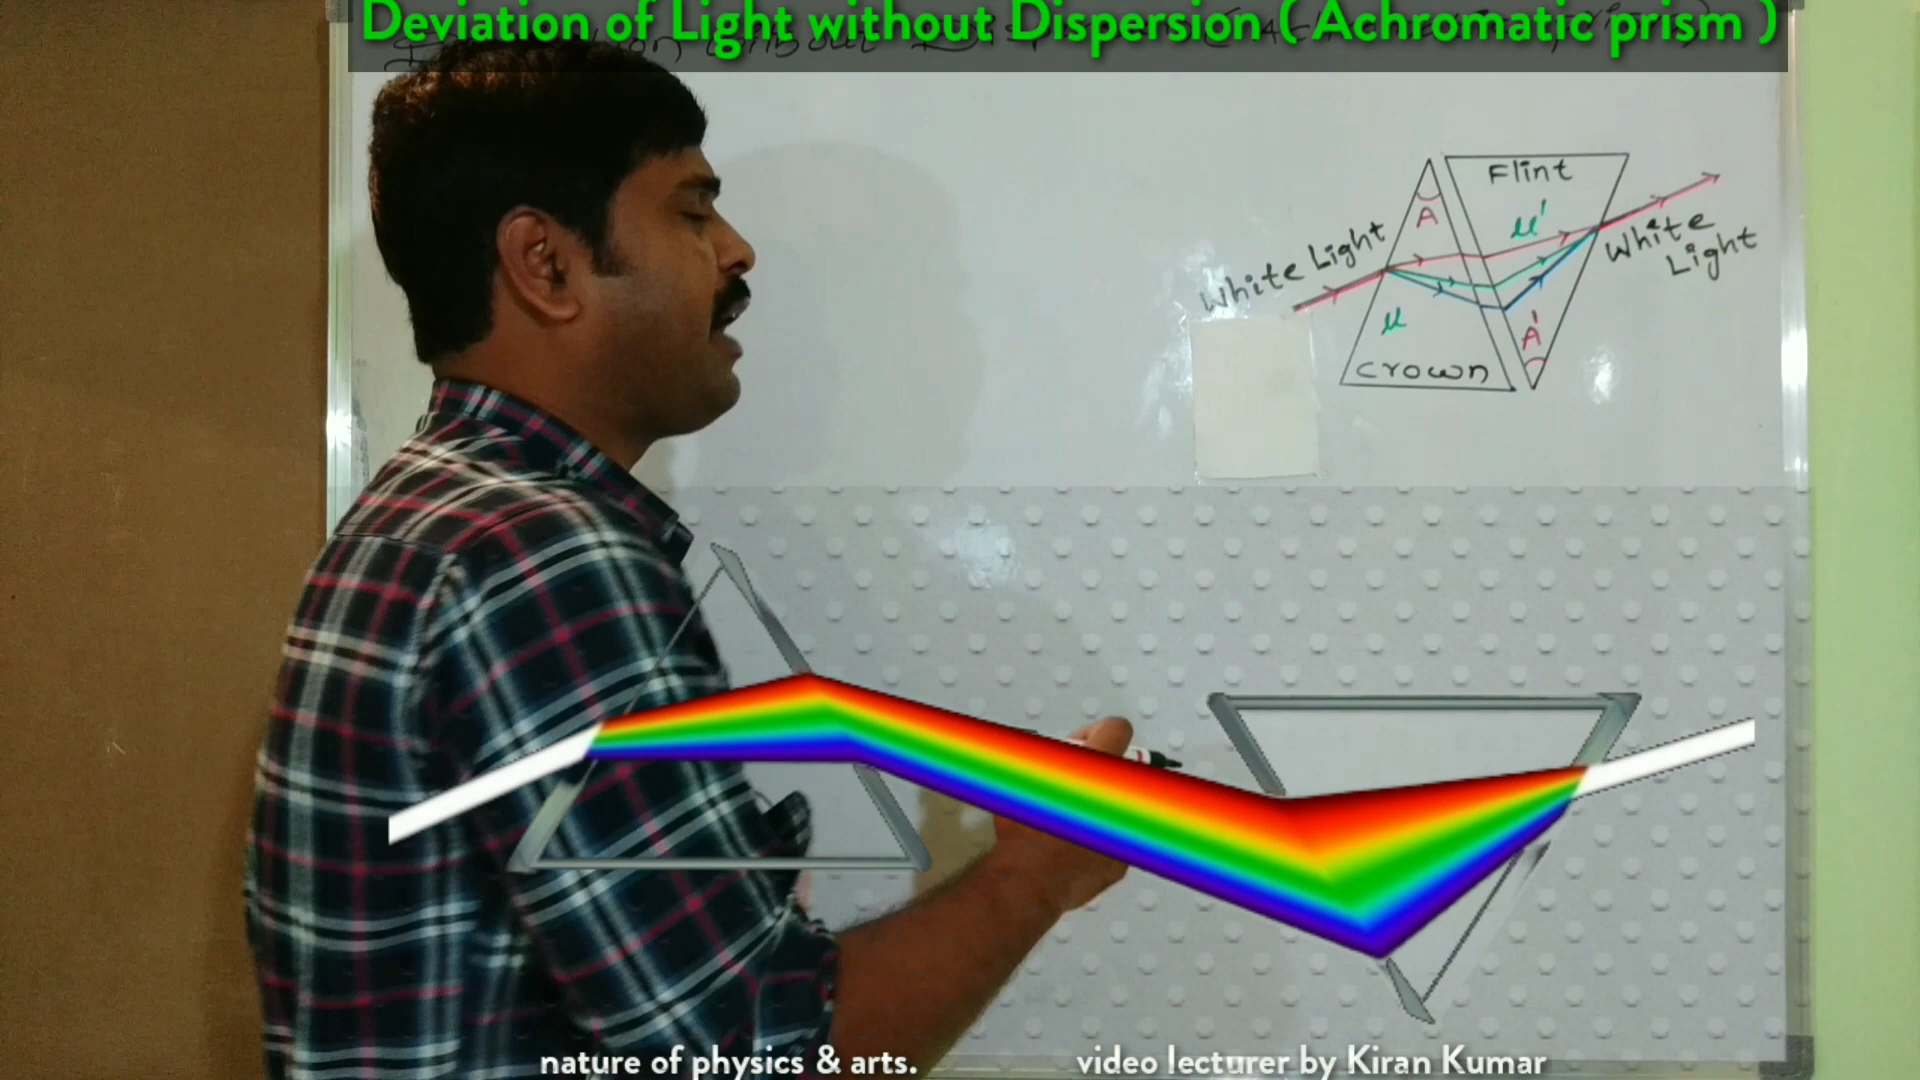 Deviation of Light without Dispersion ( Achromatic prism )
Flint
A
μ'
White Light
White
Light
μ
A'
crown
nature of physics & arts.
video lecturer by Kiran Kumar